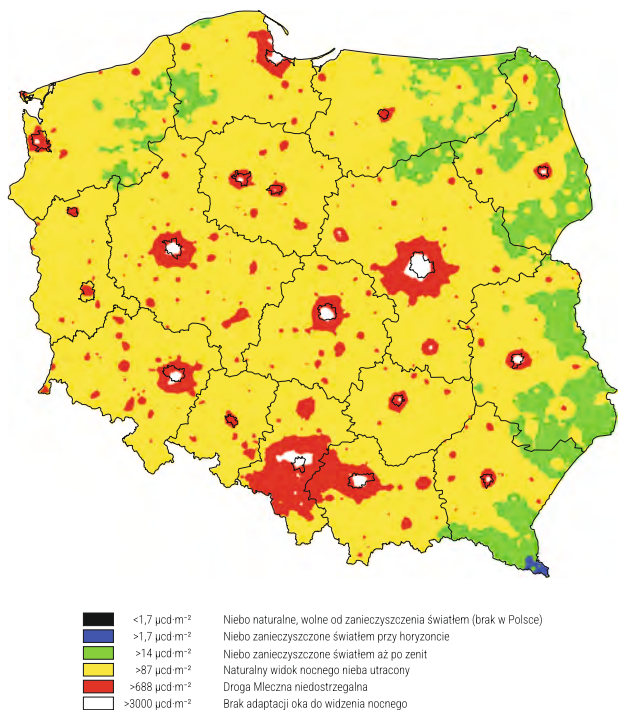 <1,7 µcd·m⁻² Niebo naturalne, wolne od zanieczyszczenia światłem (brak w Polsce)
>1,7 µcd·m⁻² Niebo zanieczyszczone światłem przy horyzoncie
>14 µcd·m⁻² Niebo zanieczyszczone światłem aż po zenit
>87 µcd·m⁻² Naturalny widok nocnego nieba utracony
>688 µcd·m⁻² Droga Mleczna niedostrzegalna
>3000 µcd·m⁻² Brak adaptacji oka do widzenia nocnego